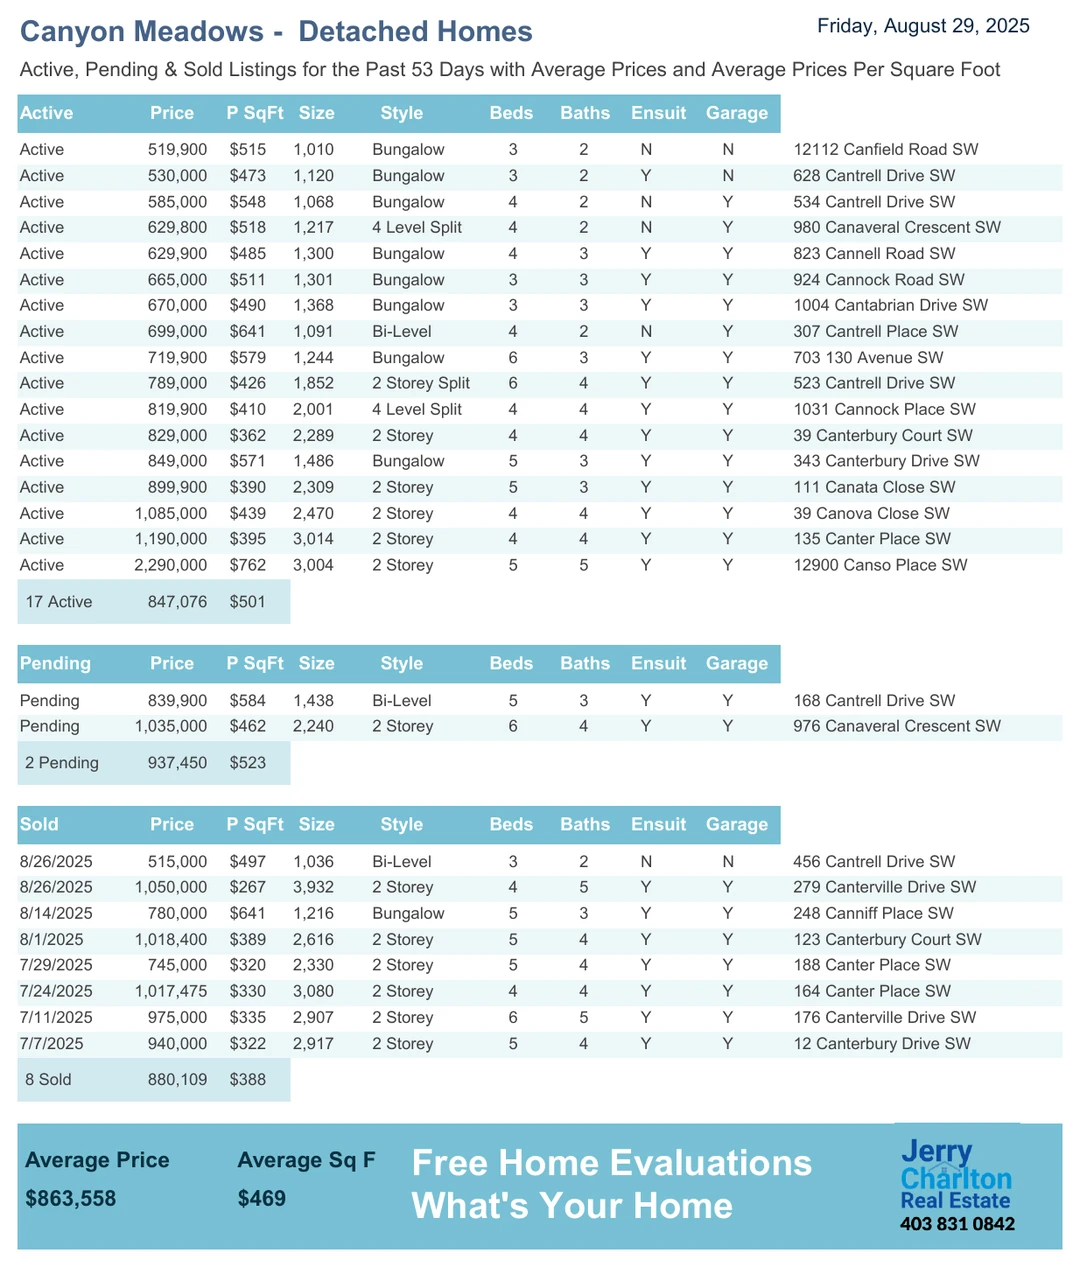 Canyon Meadows - Detached Homes
Friday, August 29, 2025
Active, Pending & Sold Listings for the Past 53 Days with Average Prices and Average Prices Per Square Foot
Active Price P SqFt Size Style Beds Baths Ensuit Garage
Active 519,900 $515 1,010 Bungalow 3 2 N N 12112 Canfield Road SW
Active 530,000 $473 1,120 Bungalow 3 2 Y N 628 Cantrell Drive SW
Active 585,000 $548 1,068 Bungalow 4 2 N Y 534 Cantrell Drive SW
Active 629,800 $518 1,217 4 Level Split 4 2 N Y 980 Canaveral Crescent SW
Active 629,900 $485 1,300 Bungalow 4 3 Y Y 823 Cannell Road SW
Active 665,000 $511 1,301 Bungalow 3 3 Y Y 924 Cannock Road SW
Active 670,000 $490 1,368 Bungalow 3 3 Y Y 1004 Cantabrian Drive SW
Active 699,000 $641 1,091 Bi-Level 4 2 N Y 307 Cantrell Place SW
Active 719,900 $579 1,244 Bungalow 6 3 Y Y 703 130 Avenue SW
Active 789,000 $426 1,852 2 Storey Split 6 4 Y Y 523 Cantrell Drive SW
Active 819,900 $410 2,001 4 Level Split 4 4 Y Y 1031 Cannock Place SW
Active 829,000 $362 2,289 2 Storey 4 4 Y Y 39 Canterbury Court SW
Active 849,000 $571 1,486 Bungalow 5 3 Y Y 343 Canterbury Drive SW
Active 899,900 $390 2,309 2 Storey 5 3 Y Y 111 Canata Close SW
Active 1,085,000 $439 2,470 2 Storey 4 4 Y Y 39 Canova Close SW
Active 1,190,000 $395 3,014 2 Storey 4 4 Y Y 135 Canter Place SW
Active 2,290,000 $762 3,004 2 Storey 5 5 Y Y 12900 Canso Place SW
17 Active 847,076 $501
Pending Price P SqFt Size Style Beds Baths Ensuit Garage
Pending 839,900 $584 1,438 Bi-Level 5 3 Y Y 168 Cantrell Drive SW
Pending 1,035,000 $462 2,240 2 Storey 6 4 Y Y 976 Canaveral Crescent SW
2 Pending 937,450 $523
Sold Price P SqFt Size Style Beds Baths Ensuit Garage
8/26/2025 515,000 $497 1,036 Bi-Level 3 2 N N 456 Cantrell Drive SW
8/26/2025 1,050,000 $267 3,932 2 Storey 4 5 Y Y 279 Canterville Drive SW
8/14/2025 780,000 $641 1,216 Bungalow 5 3 Y Y 248 Canniff Place SW
8/1/2025 1,018,400 $389 2,616 2 Storey 5 4 Y Y 123 Canterbury Court SW
7/29/2025 745,000 $320 2,330 2 Storey 5 4 Y Y 188 Canter Place SW
7/24/2025 1,017,475 $330 3,080 2 Storey 4 4 Y Y 164 Canter Place SW
7/11/2025 975,000 $335 2,907 2 Storey 6 5 Y Y 176 Canterville Drive SW
7/7/2025 940,000 $322 2,917 2 Storey 5 4 Y Y 12 Canterbury Drive SW
8 Sold 880,109 $388
Average Price Average Sq F
$863,558 $469
Free Home Evaluations
What's Your Home
Jerry
Charlton
Real Estate
403 831 0842